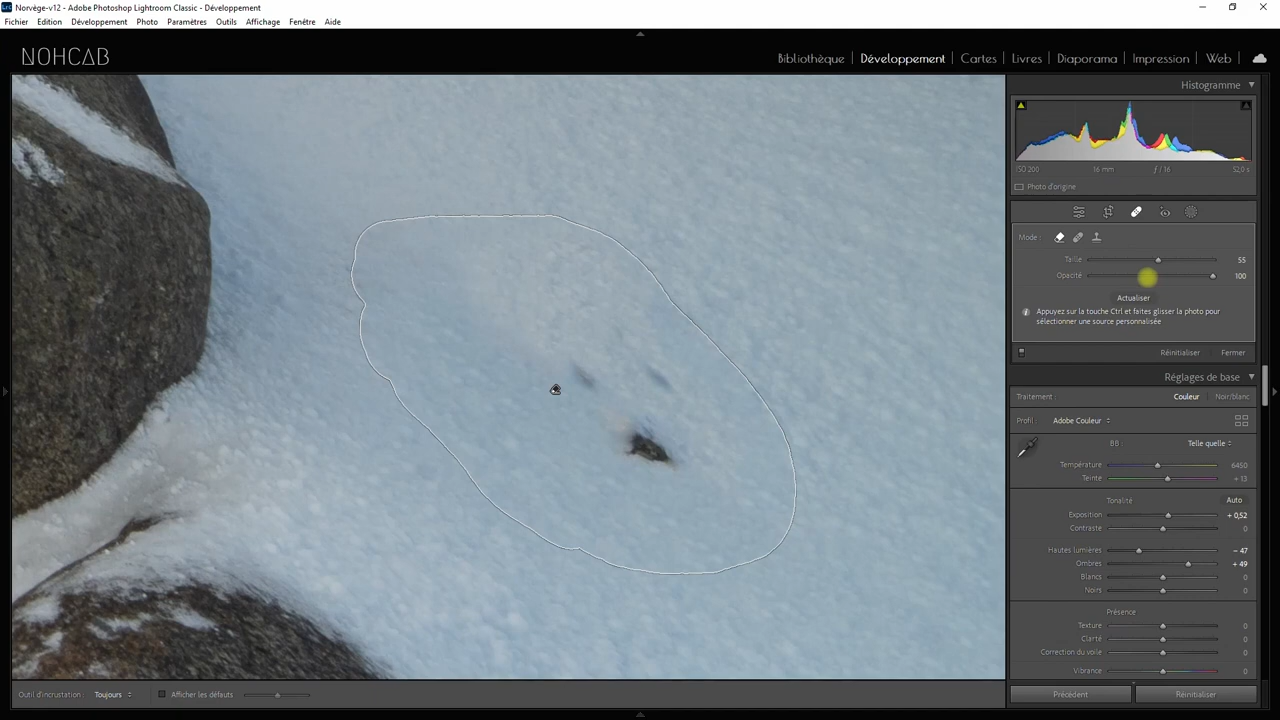 Norvège-v12 - Adobe Photoshop Lightroom Classic - Développement
Fichier Edition Développement Photo Paramètres Outils Affichage Fenêtre Aide
NOHCAB
Bibliothèque Développement Cartes Livres Diaporama Impression Web
Histogramme
ISO 200 16 mm ƒ / 16 32,0 s
Photo d'origine
Mode :
Taille 55
Opacité 100
Actualiser
Appuyez sur la touche Ctrl et faites glisser la photo pour
sélectionner une source personnalisée
Réinitialiser Fermer
Réglages de base
Traitement : Couleur Noir/blanc
Profil : Adobe Couleur
BB : Telle quelle
Température 6450
Teinte + 13
Tonalité Auto
Exposition + 0,52
Contraste 0
Hautes lumières - 47
Ombres + 49
Blancs 0
Noirs 0
Présence
Texture 0
Clarté 0
Correction du voile 0
Vibrance 0
Outil d'incrustation : Toujours Afficher les défauts
Précédent Réinitialiser